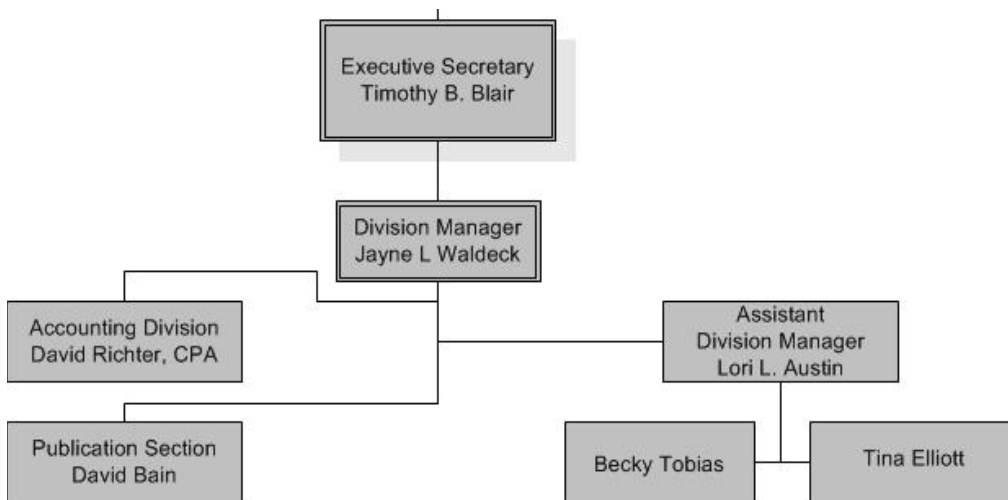 Executive Secretary
Timothy B. Blair
Division Manager
Jayne L Waldeck
Accounting Division
David Richter, CPA
Assistant
Division Manager
Lori L. Austin
Publication Section
David Bain
Becky Tobias
Tina Elliott